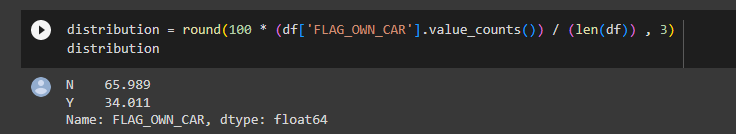 distribution = round(100 * (df['FLAG_OWN_CAR'].value_counts()) / (len(df)) , 3)
distribution
N    65.989
Y    34.011
Name: FLAG_OWN_CAR, dtype: float64